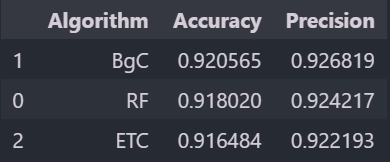 Algorithm Accuracy Precision
1 BgC 0.920565 0.926819
0 RF 0.918020 0.924217
2 ETC 0.916484 0.922193